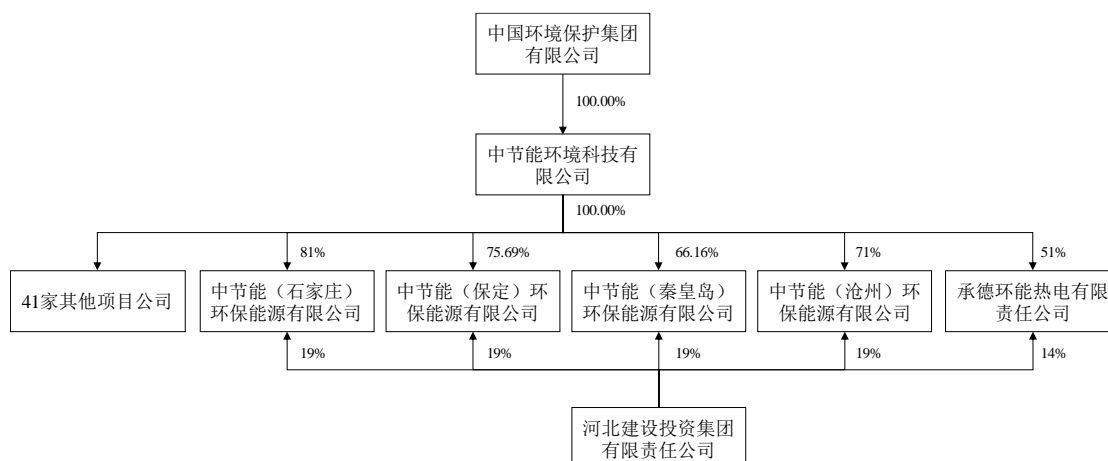 中国环境保护集团
有限公司
100.00%
中节能环境科技有
限公司
100.00%
81%
75.69%
66.16%
71%
51%
41家其他项目公司
中节能（石家庄）
环保能源有限公司
中节能（保定）环
保能源有限公司
中节能（秦皇岛）
环保能源有限公司
中节能（沧州）环
保能源有限公司
承德环能热电有限
责任公司
19%
19%
19%
19%
14%
河北建设投资集团
有限责任公司